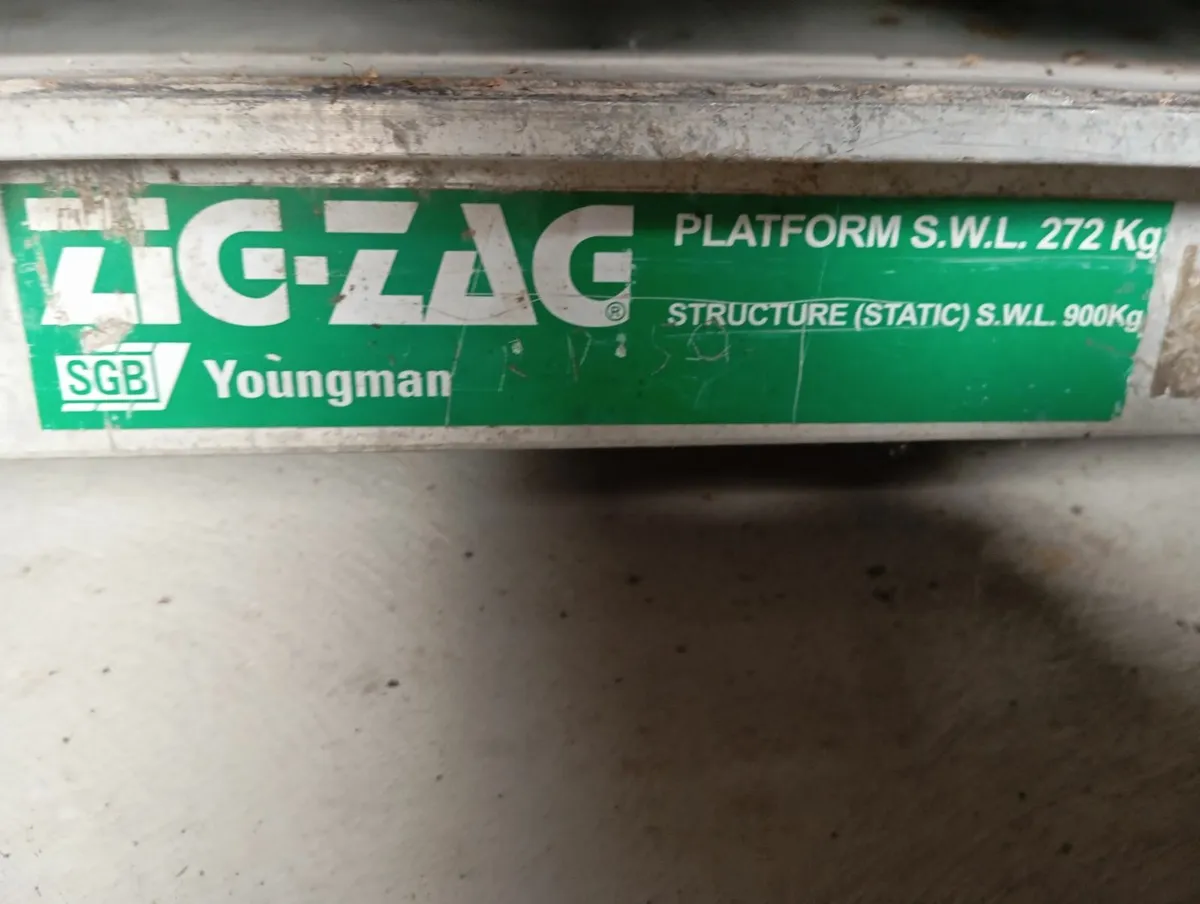 ZIG-ZAG®
PLATFORM S.W.L. 272 Kg
STRUCTURE (STATIC) S.W.L. 900Kg
SGB Youngman